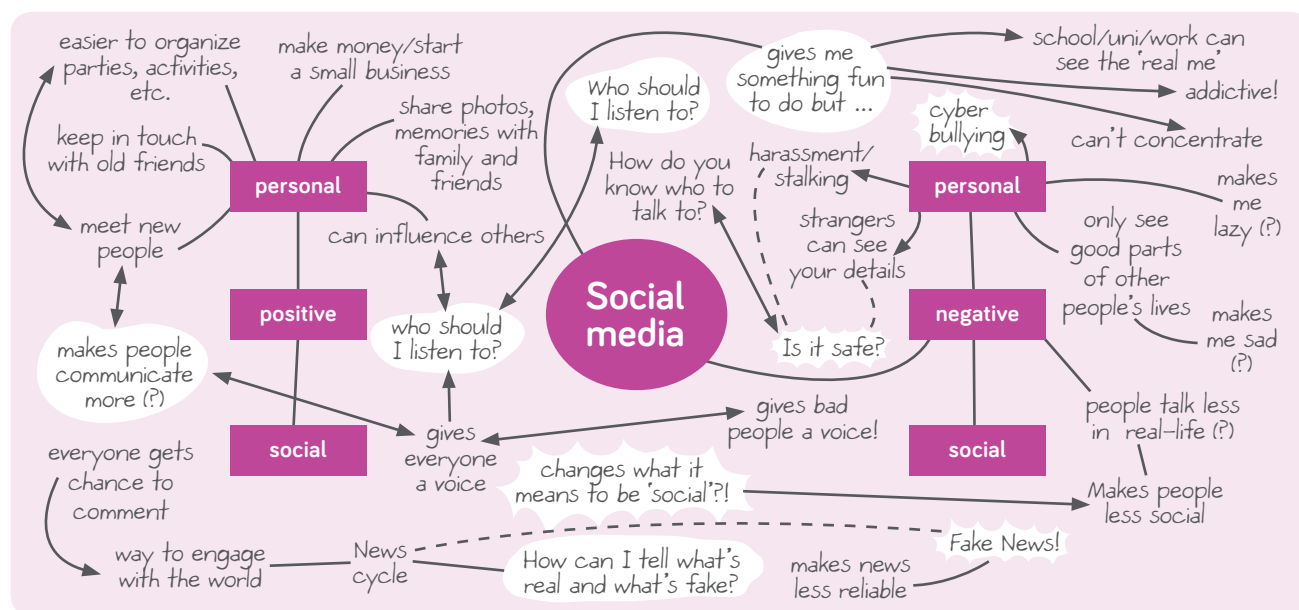 easier to organize
parties, activities,
etc.
make money/start
a small business
keep in touch
with old friends
share photos,
memories with
family and
friends
personal
meet new
people
can influence others
positive
makes people
communicate
more (?)
who should
I listen to?
social
everyone gets
chance to
comment
gives
everyone
a voice
way to engage
with the world
News
cycle
How can I tell what's
real and what's fake?
Who should
I listen to?
gives me
something fun
to do but ...
school/uni/work can
see the 'real me'
addictive!
can't concentrate
cyber
bullying
How do you
know who to
talk to?
harassment/
stalking
personal
makes
me
lazy (?)
strangers
can see
your details
only see
good parts
of other
people's lives
Social
media
negative
Is it safe?
makes
me sad
(?)
gives bad
people a voice!
people talk less
in real-life (?)
social
changes what it
means to be 'social'?!
Makes people
less social
Fake News!
makes news
less reliable